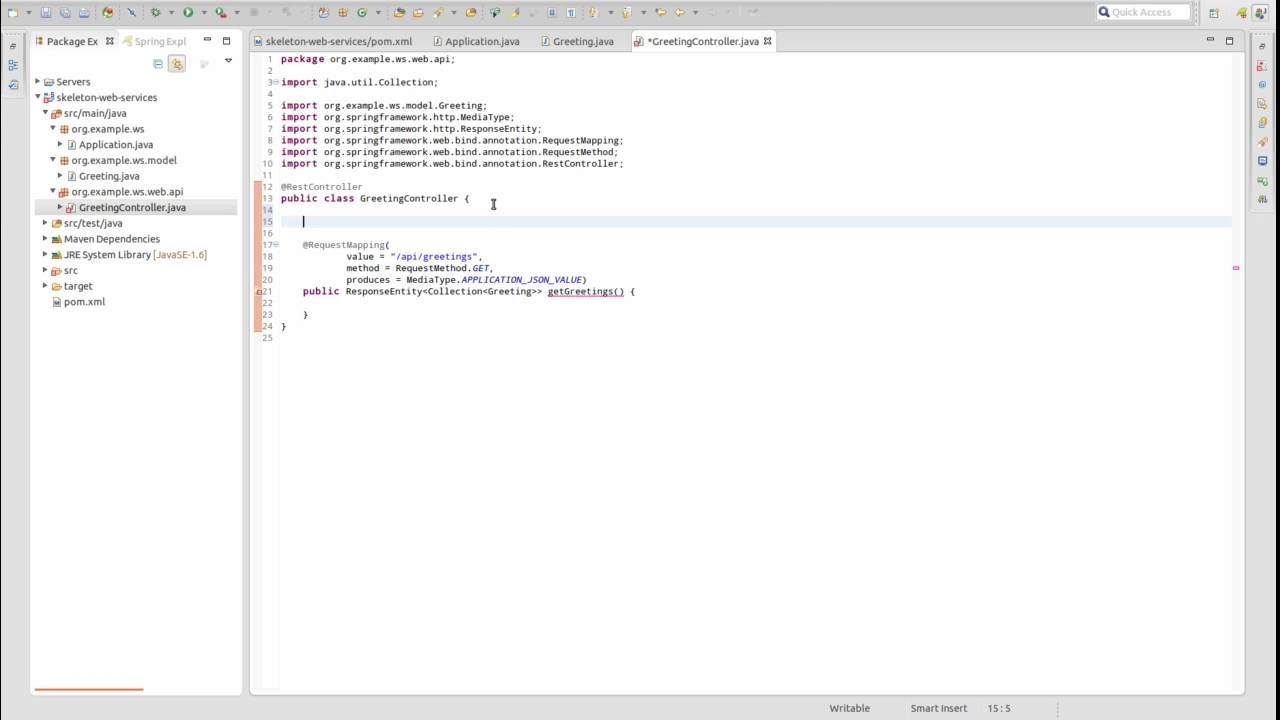 Quick Access
Package Ex
Spring Expl
skeleton-web-services/pom.xml
Application.java
Greeting.java
*GreetingController.java
Servers
skeleton-web-services
src/main/java
org.example.ws
Application.java
org.example.ws.model
Greeting.java
org.example.ws.web.api
GreetingController.java
src/test/java
Maven Dependencies
JRE System Library [JavaSE-1.6]
src
target
pom.xml
1 package org.example.ws.web.api;
2
3 import java.util.Collection;
4
5 import org.example.ws.model.Greeting;
6 import org.springframework.http.MediaType;
7 import org.springframework.http.ResponseEntity;
8 import org.springframework.web.bind.annotation.RequestMapping;
9 import org.springframework.web.bind.annotation.RequestMethod;
10 import org.springframework.web.bind.annotation.RestController;
11
12 @RestController
13 public class GreetingController {
14
15
16
17 @RequestMapping(
18 value = "/api/greetings",
19 method = RequestMethod.GET,
20 produces = MediaType.APPLICATION_JSON_VALUE)
21 public ResponseEntity<Collection<Greeting>> getGreetings() {
22
23 }
24 }
25
Writable
Smart Insert
15 : 5